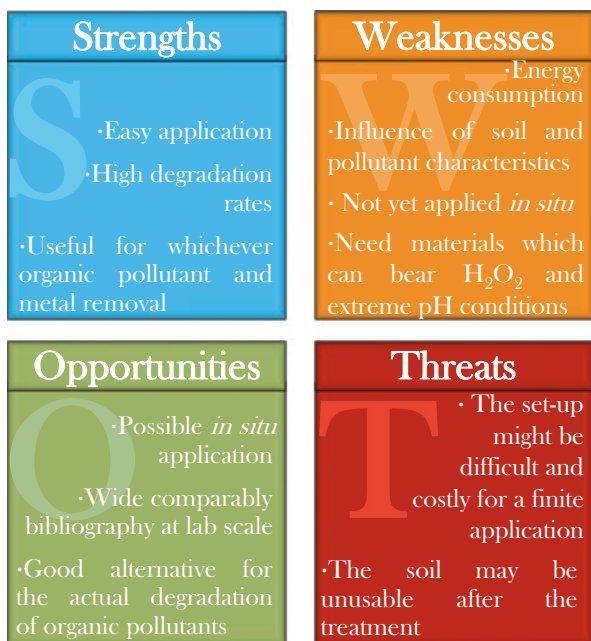 Strengths
S
·Easy application
·High degradation
rates
·Useful for whichever
organic pollutant and
metal removal
Weaknesses
W
·Energy
consumption
·Influence of soil and
pollutant characteristics
· Not yet applied in situ
·Need materials which
can bear H₂O₂ and
extreme pH conditions
Opportunities
O
·Possible in situ
application
·Wide comparably
bibliography at lab scale
·Good alternative for
the actual degradation
of organic pollutants
Threats
T
· The set-up
might be
difficult and
costly for a finite
application
·The soil may be
unusable after the
treatment